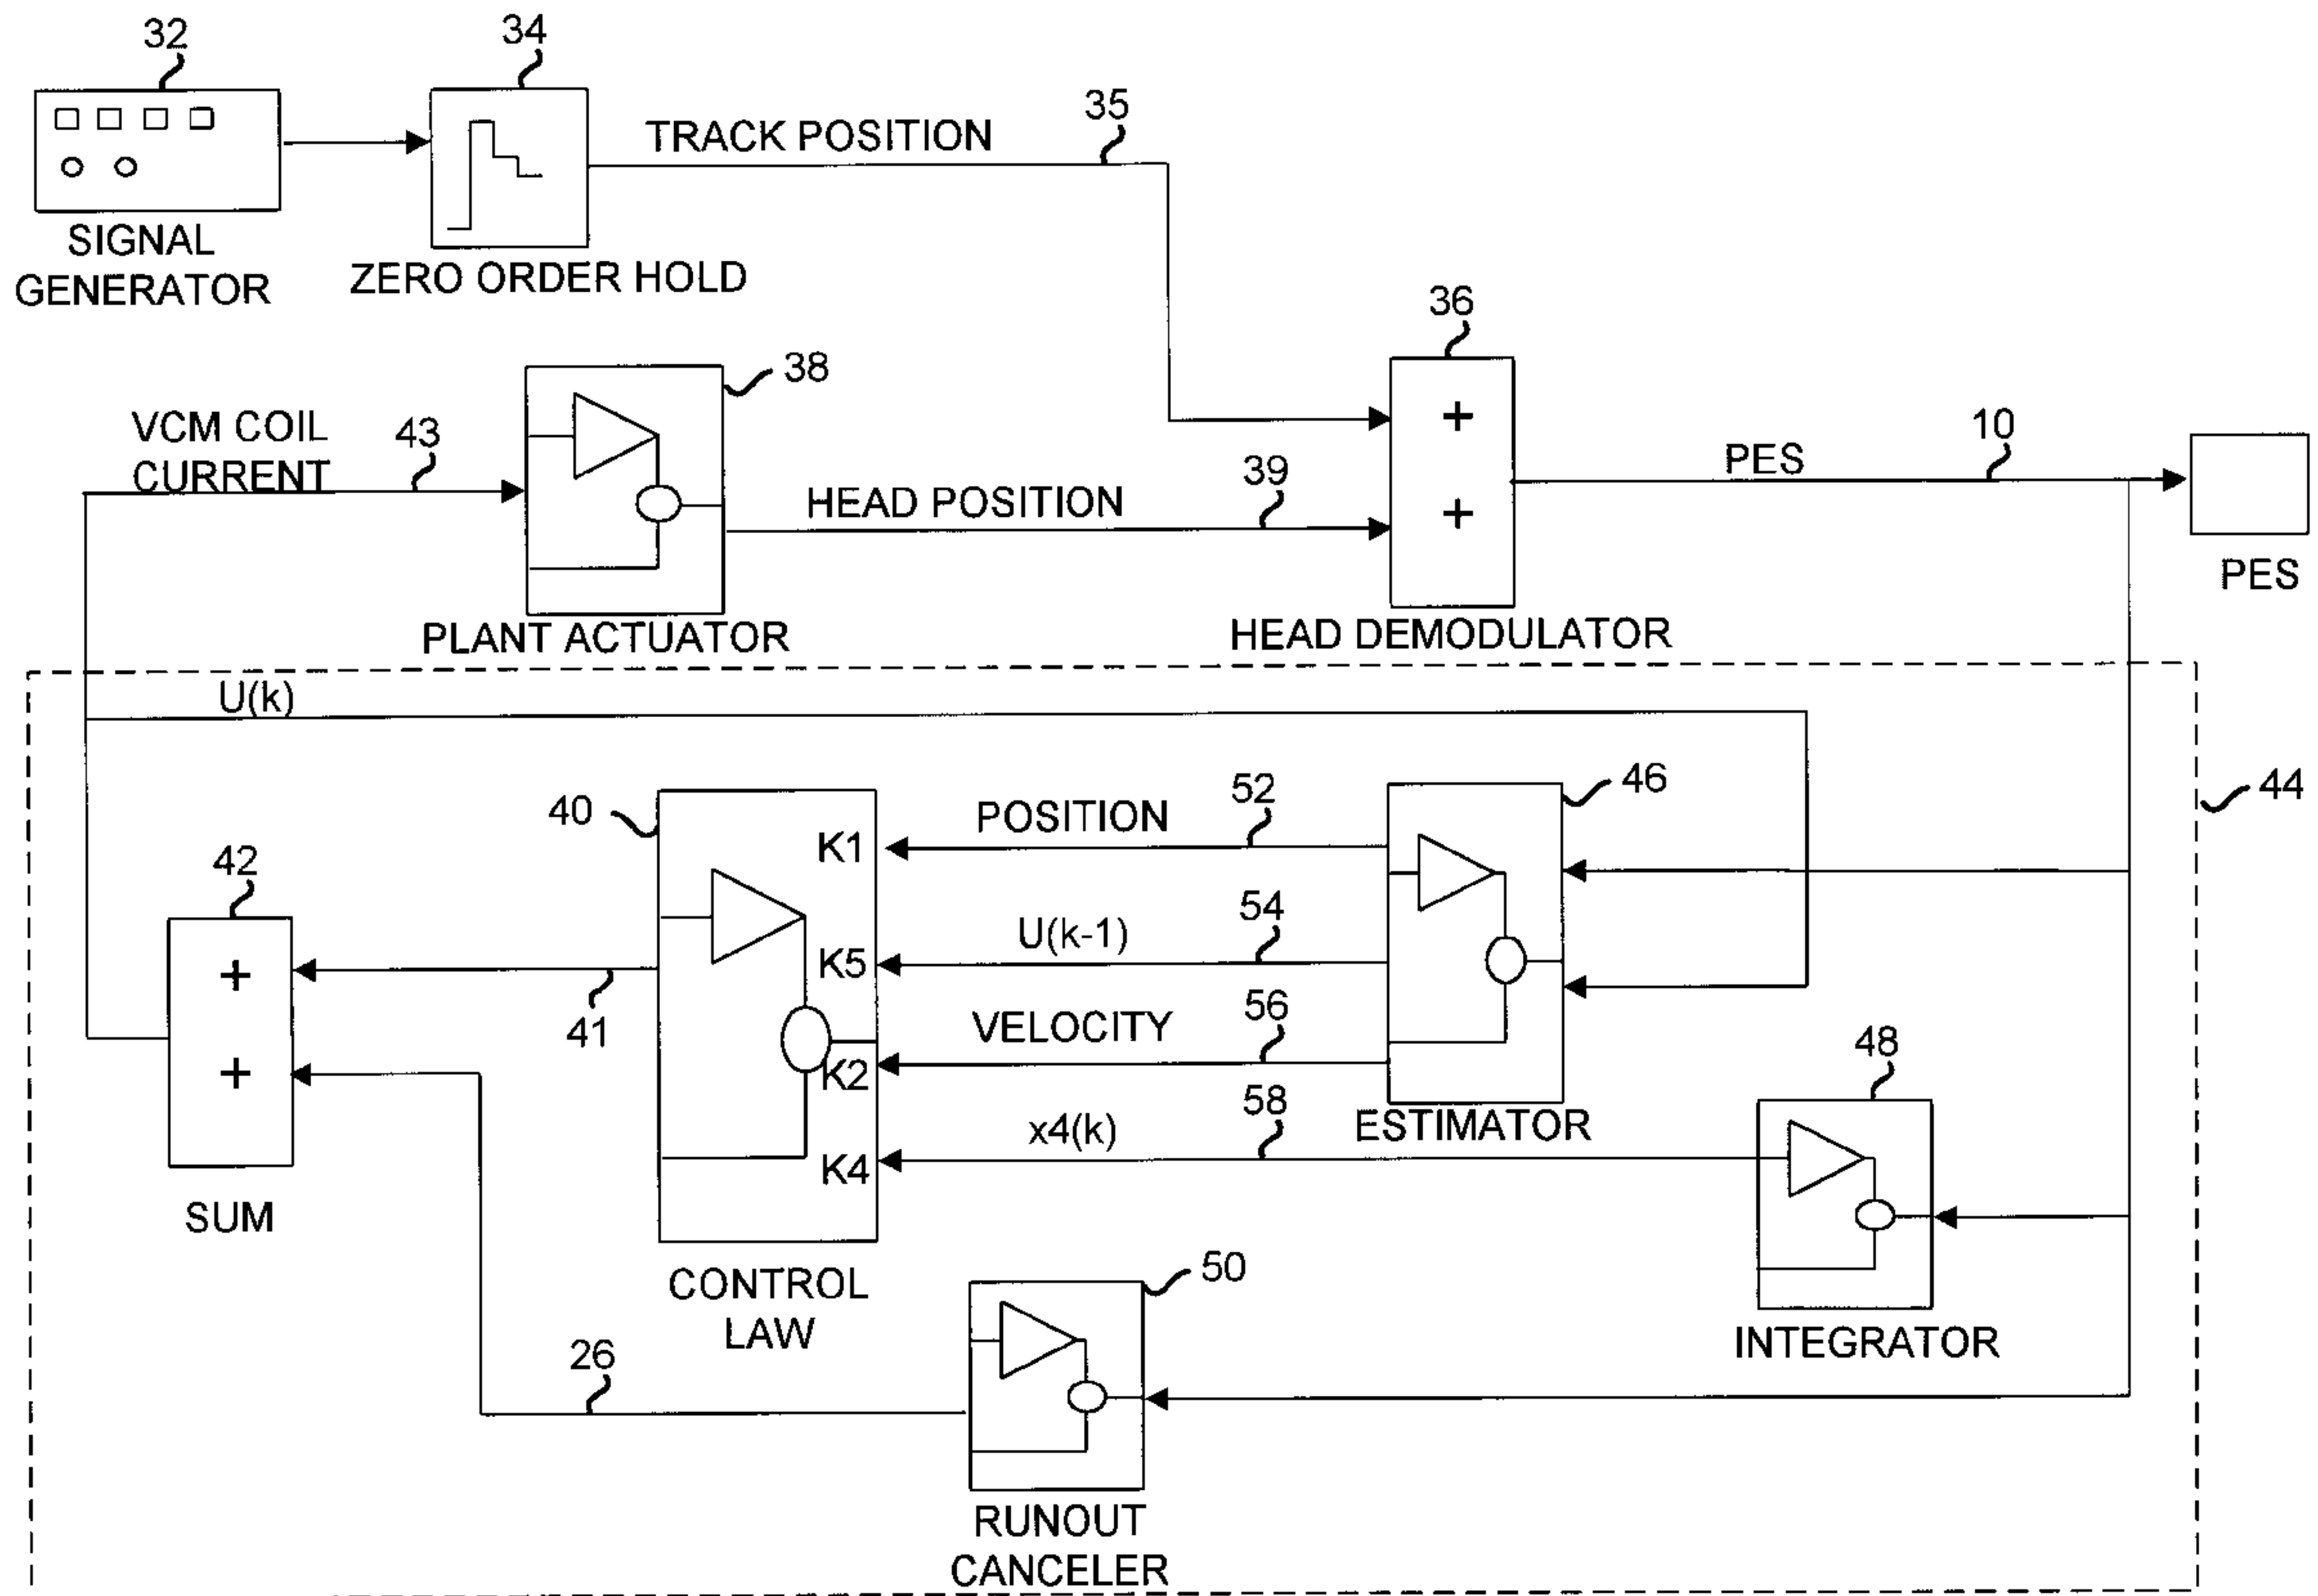 32
34
SIGNAL
GENERATOR
ZERO ORDER HOLD
TRACK POSITION
35
36
+
+
HEAD DEMODULATOR
VCM COIL
CURRENT
43
38
PLANT ACTUATOR
HEAD POSITION
39
PES
10
PES
U(k)
44
42
+
+
SUM
40
K1
K5
K2
K4
CONTROL
LAW
41
POSITION
52
U(k-1)
54
VELOCITY
56
x4(k)
58
46
ESTIMATOR
48
INTEGRATOR
26
50
RUNOUT
CANCELER